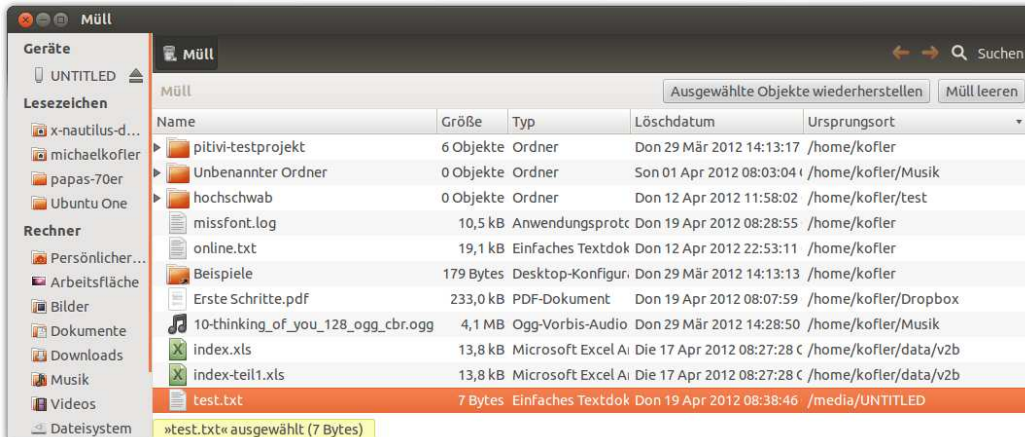 Müll
Geräte
UNTITLED
Lesezeichen
x-nautilus-d...
michaelkofler
papas-70er
Ubuntu One
Rechner
Persönlicher...
Arbeitsfläche
Bilder
Dokumente
Downloads
Musik
Videos
Dateisystem
Müll Suchen
Müll Ausgewählte Objekte wiederherstellen Müll leeren
Name Größe Typ Löschdatum Ursprungsort
pitivi-testprojekt 6 Objekte Ordner Don 29 Mär 2012 14:13:17 /home/kofler
Unbenannter Ordner 0 Objekte Ordner Son 01 Apr 2012 08:03:04 /home/kofler/Musik
hochschwab 0 Objekte Ordner Don 12 Apr 2012 11:58:02 /home/kofler/test
missfont.log 10,5 kB Anwendungsproto Don 19 Apr 2012 08:28:55 /home/kofler
online.txt 19,1 kB Einfaches Textdok Don 12 Apr 2012 22:53:11 /home/kofler
Beispiele 179 Bytes Desktop-Konfigur Don 29 Mär 2012 14:13:13 /home/kofler
Erste Schritte.pdf 233,0 kB PDF-Dokument Don 19 Apr 2012 08:07:59 /home/kofler/Dropbox
10-thinking_of_you_128_ogg_cbr.ogg 4,1 MB Ogg-Vorbis-Audio Don 29 Mär 2012 14:28:50 /home/kofler/Musik
index.xls 13,8 kB Microsoft Excel A Die 17 Apr 2012 08:27:28 /home/kofler/data/v2b
index-teil1.xls 13,8 kB Microsoft Excel A Die 17 Apr 2012 08:27:28 /home/kofler/data/v2b
test.txt 7 Bytes Einfaches Textdok Don 19 Apr 2012 08:38:46 /media/UNTITLED
»test.txt« ausgewählt (7 Bytes)